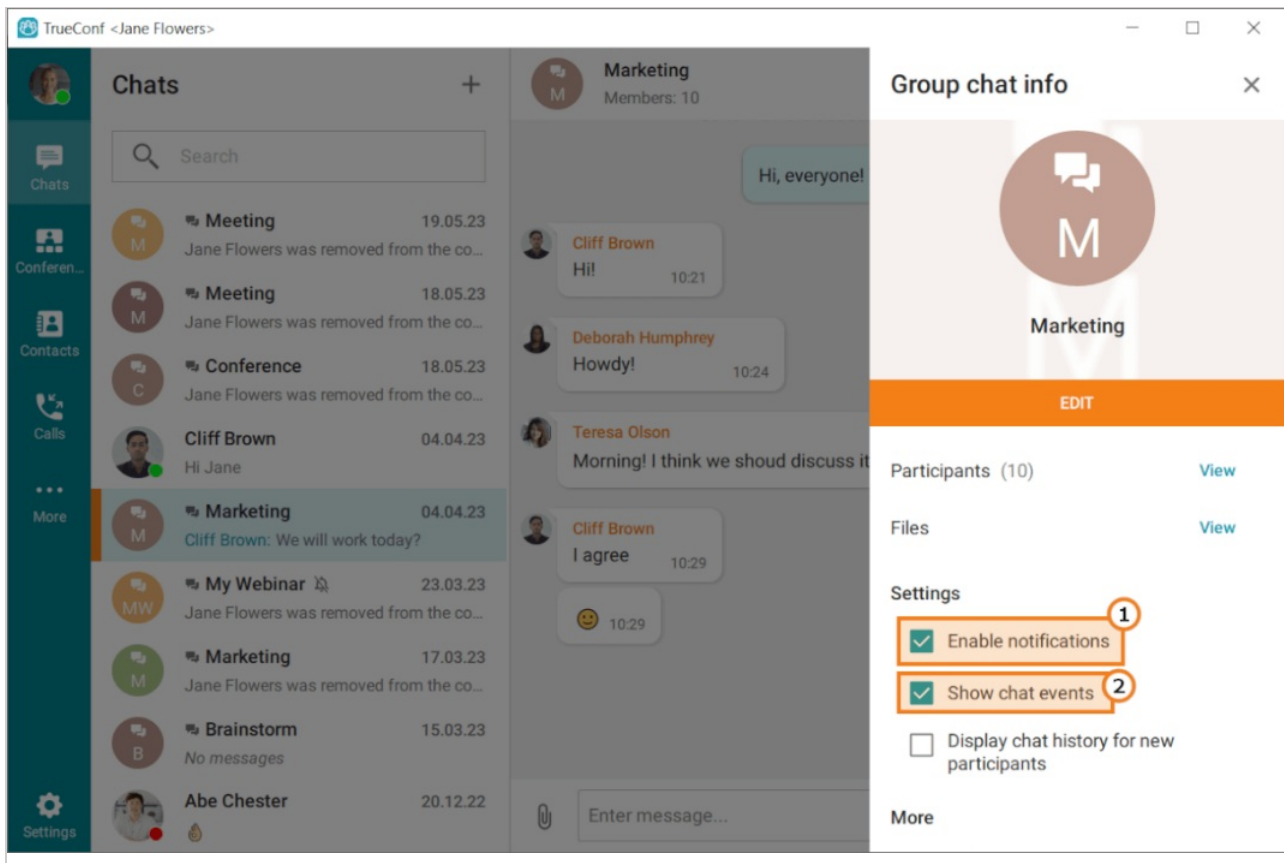 TrueConf <Jane Flowers>
Chats
Conferen...
Contacts
Calls
More
Settings
Chats
Search
M
Meeting
19.05.23
Jane Flowers was removed from the co...
M
Meeting
18.05.23
Jane Flowers was removed from the co...
C
Conference
18.05.23
Jane Flowers was removed from the co...
Cliff Brown
04.04.23
Hi Jane
M
Marketing
04.04.23
Cliff Brown: We will work today?
MW
My Webinar
23.03.23
Jane Flowers was removed from the co...
M
Marketing
17.03.23
Jane Flowers was removed from the co...
B
Brainstorm
15.03.23
No messages
Abe Chester
20.12.22
M
Marketing
Members: 10
Hi, everyone!
Cliff Brown
Hi!
10:21
Deborah Humphrey
Howdy!
10:24
Teresa Olson
Morning! I think we shoud discuss it
Cliff Brown
I agree
10:29
10:29
Enter message...
Group chat info
M
Marketing
EDIT
Participants (10)
View
Files
View
Settings
1
Enable notifications
2
Show chat events
Display chat history for new
participants
More